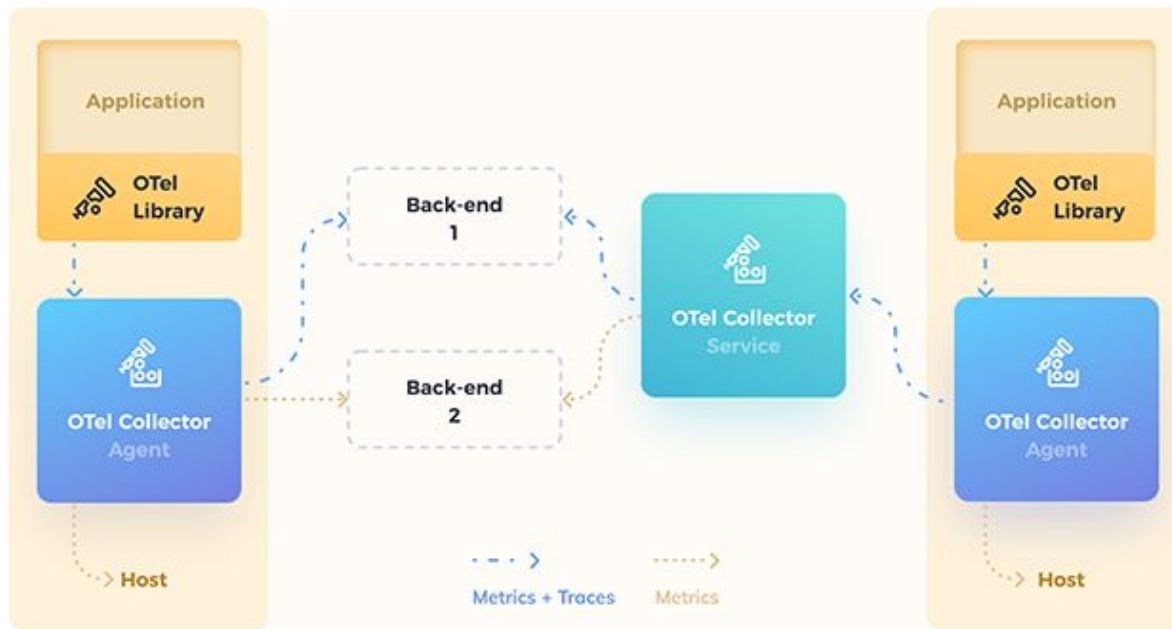 Application
OTel
Library
OTel Collector
Agent
Host
Back-end
1
Back-end
2
OTel Collector
Service
Application
OTel
Library
OTel Collector
Agent
Host
Metrics + Traces
Metrics